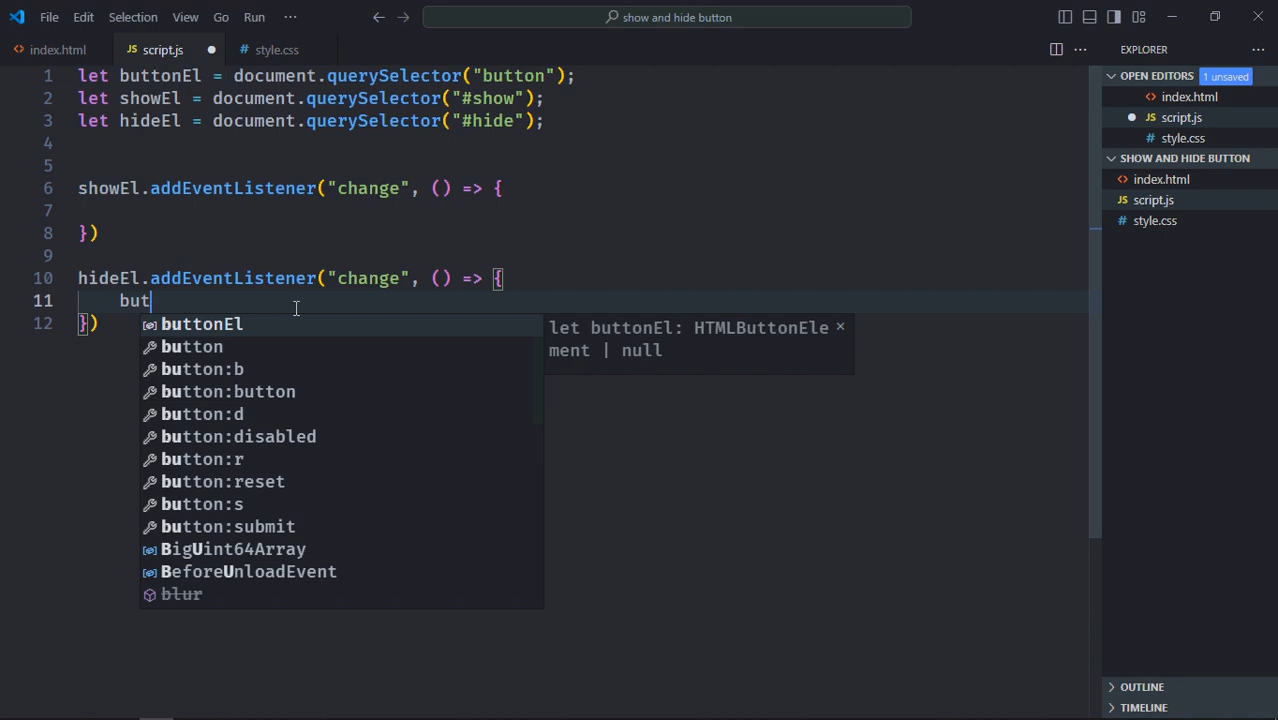 File Edit Selection View Go Run ··· ← → show and hide button
index.html JS script.js # style.css ···
EXPLORER ···
1 let buttonEl = document.querySelector("button");
2 let showEl = document.querySelector("#show");
3 let hideEl = document.querySelector("#hide");
4
5
6 showEl.addEventListener("change", () => {
7
8 })
9
10 hideEl.addEventListener("change", () => {
11 but
12 })
buttonEl
button
button:b
button:button
button:d
button:disabled
button:r
button:reset
button:s
button:submit
BigUint64Array
BeforeUnloadEvent
blur
let buttonEl: HTMLButtonEle
ment | null
OPEN EDITORS 1 unsaved
<> index.html
JS script.js
# style.css
SHOW AND HIDE BUTTON
<> index.html
JS script.js
# style.css
OUTLINE
TIMELINE